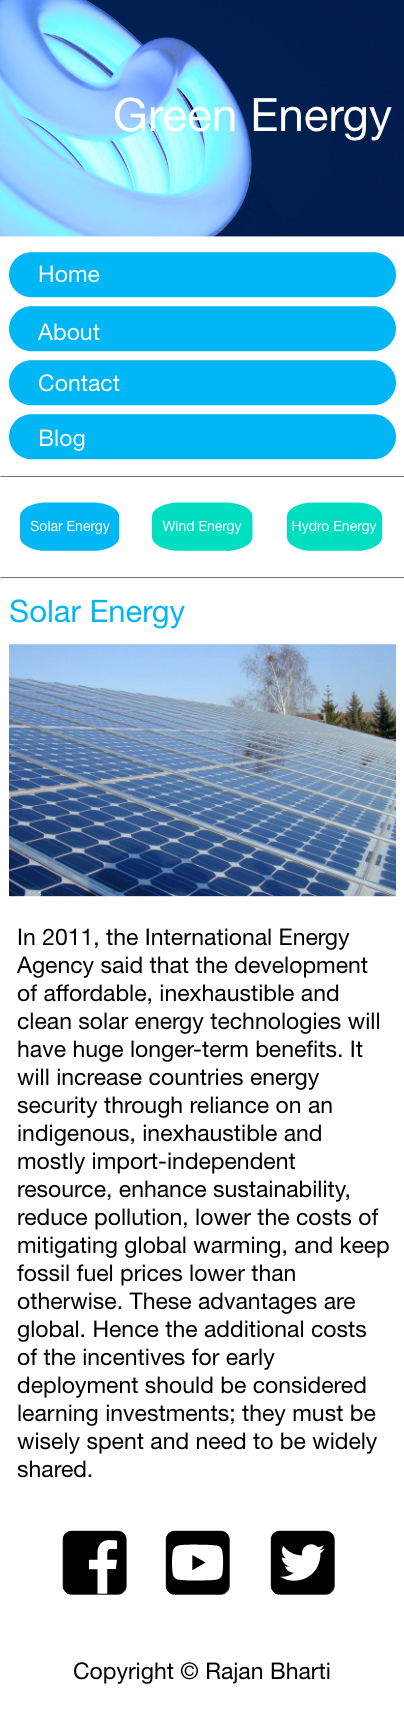 Green Energy
Home
About
Contact
Blog
Solar Energy
Wind Energy
Hydro Energy
Solar Energy
In 2011, the International Energy
Agency said that the development
of affordable, inexhaustible and
clean solar energy technologies will
have huge longer-term benefits. It
will increase countries energy
security through reliance on an
indigenous, inexhaustible and
mostly import-independent
resource, enhance sustainability,
reduce pollution, lower the costs of
mitigating global warming, and keep
fossil fuel prices lower than
otherwise. These advantages are
global. Hence the additional costs
of the incentives for early
deployment should be considered
learning investments; they must be
wisely spent and need to be widely
shared.
Copyright © Rajan Bharti